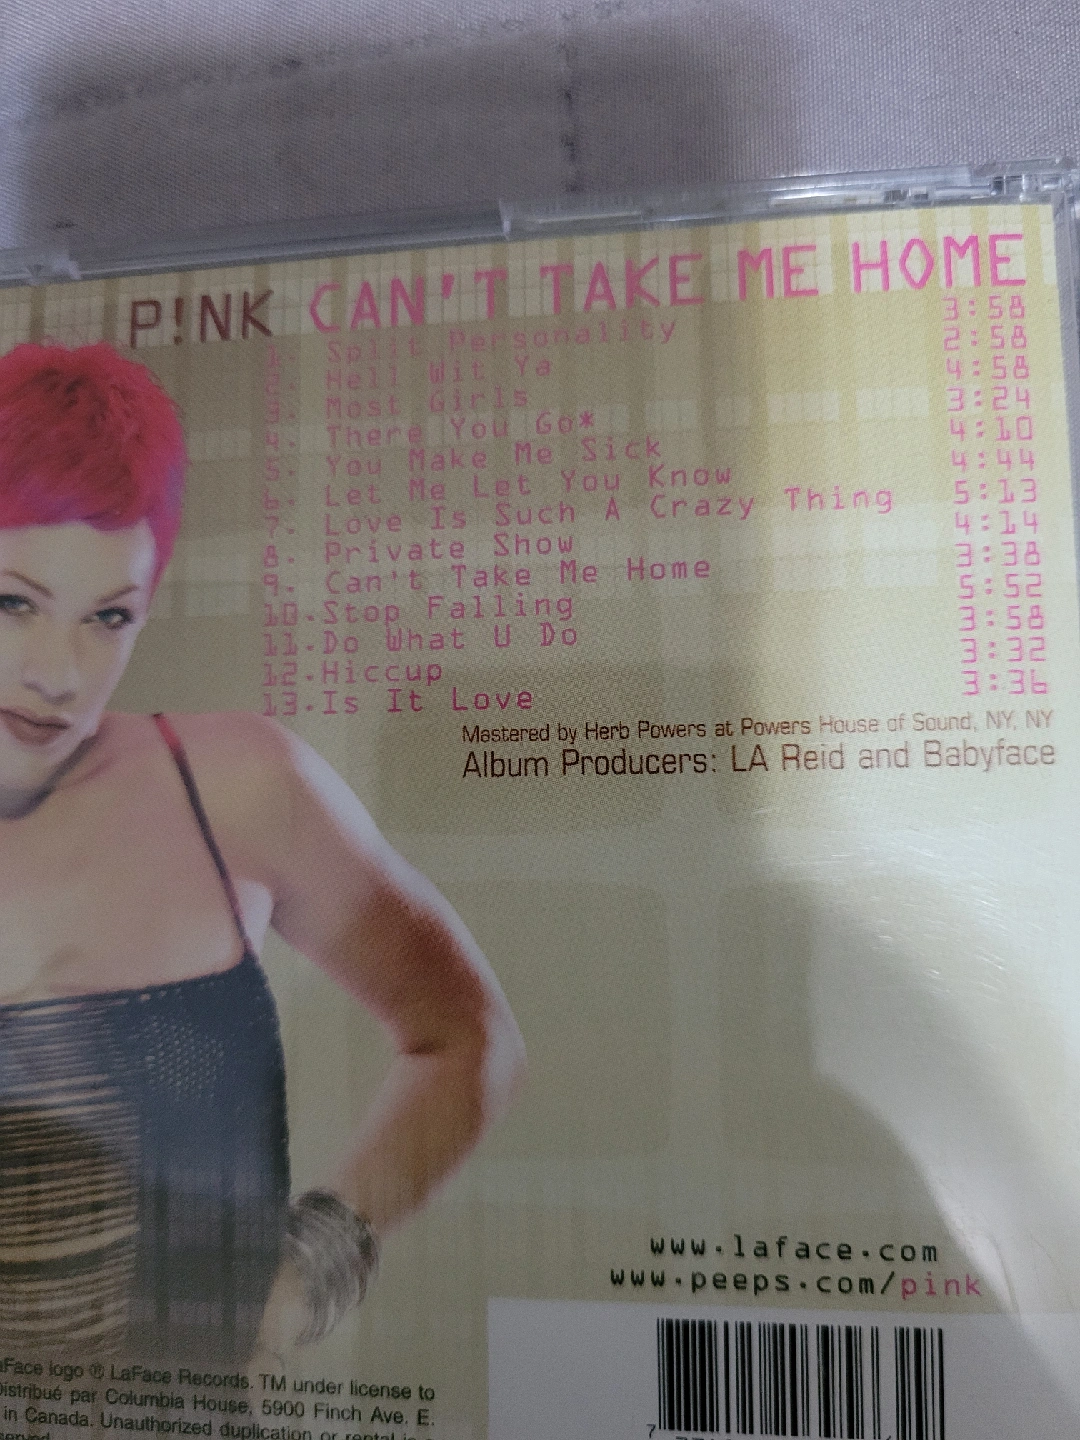 P!NK CAN'T TAKE ME HOME
1. Split Personality 3:58
2. Hell Wit Ya 2:58
3. Most Girls 4:58
4. There You Go* 3:24
5. You Make Me Sick 4:10
6. Let Me Let You Know 4:44
7. Love Is Such A Crazy Thing 5:13
8. Private Show 4:14
9. Can't Take Me Home 3:38
10.Stop Falling 5:52
11.Do What U Do 3:58
12.Hiccup 3:32
13.Is It Love 3:36
Mastered by Herb Powers at Powers House of Sound, NY, NY
Album Producers: LA Reid and Babyface
www.laface.com
www.peeps.com/pink
logo ® LaFace Records. TM under license to
par Columbia House, 5900 Finch Ave. E.
in Canada. Unauthorized duplication or rental
7